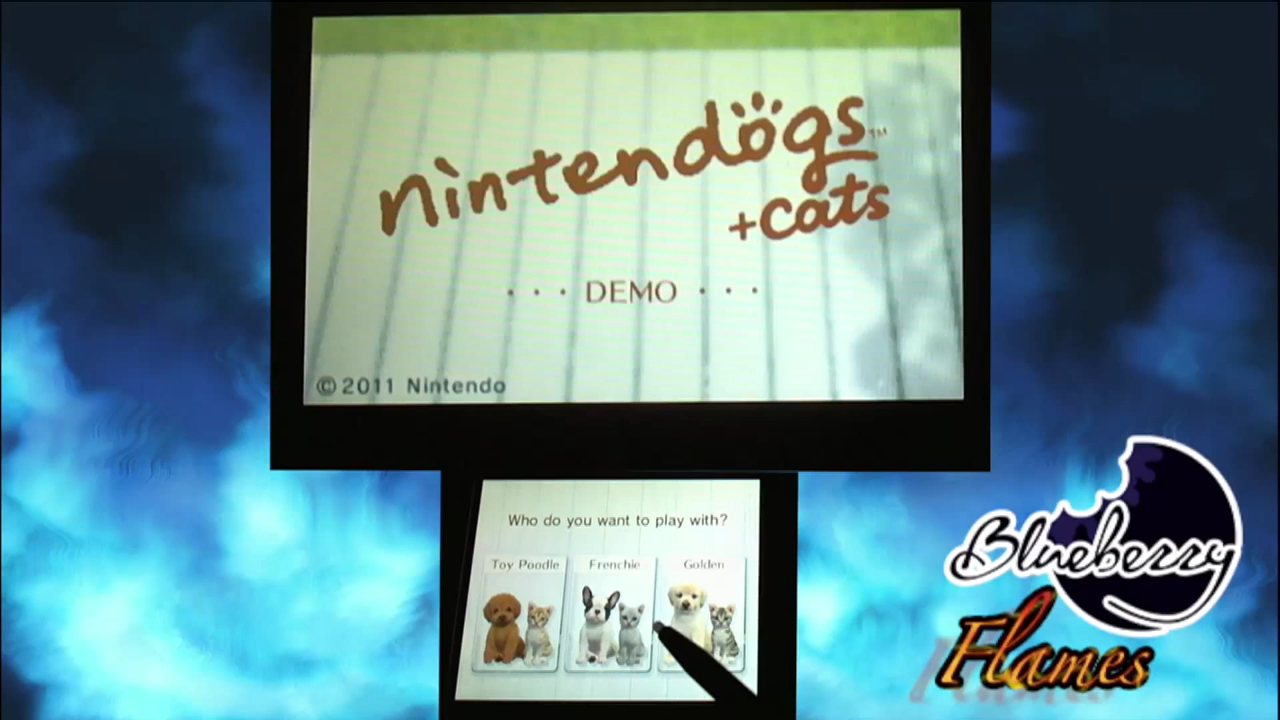 nintendogs™
+cats
· · · DEMO · · ·
©2011 Nintendo
Who do you want to play with?
Toy Poodle Frenchie Golden
Blueberry
Flames